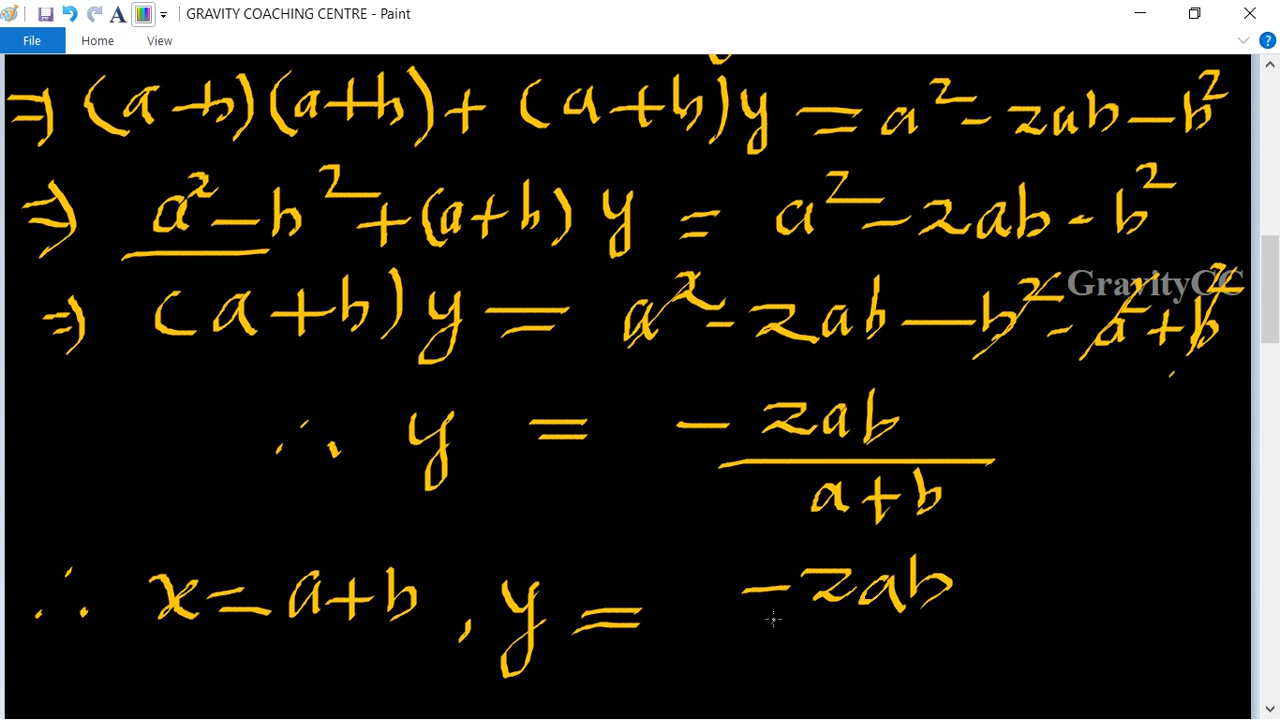 GRAVITY COACHING CENTRE - Paint
File Home View
⇒ (a-b)(a+b) + (a+b)y = a² - 2ab - b²
⇒ a² - b² + (a+b) y = a² - 2ab - b²
GravityCC
⇒ (a+b) y = a² - 2ab - b² - a² + b²
∴ y = - 2ab
a+b
∴ x = a+b , y = -2ab